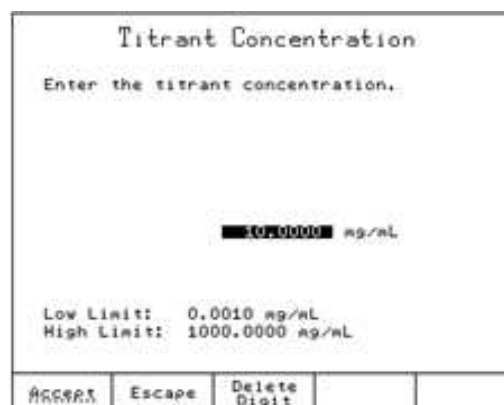 Titrant Concentration
Enter the titrant concentration.
10.0000 mg/mL
Low Limit: 0.0010 mg/mL
High Limit: 1000.0000 mg/mL
Accept Escape Delete Digit